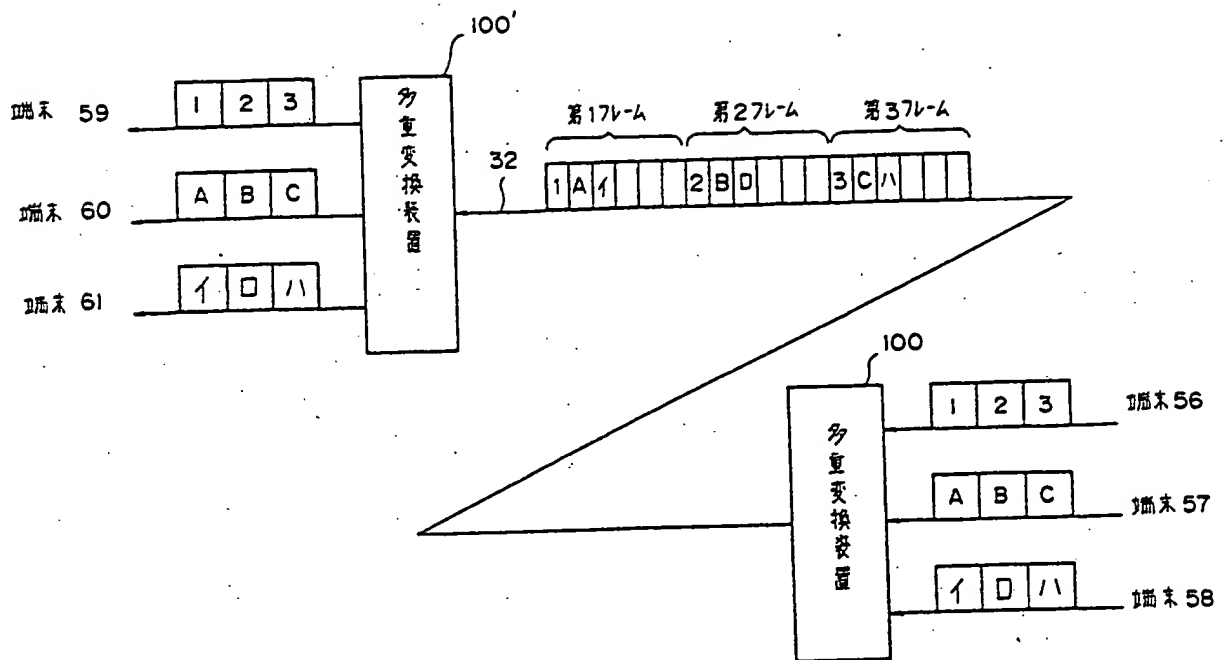 100'
端末 59
1 2 3
多重変換装置
第1フレーム 第2フレーム 第3フレーム
32
1 A イ 2 B ロ 3 C ハ
端末 60
A B C
端末 61
イ ロ ハ
100
端末 56
1 2 3
多重変換装置
端末 57
A B C
端末 58
イ ロ ハ